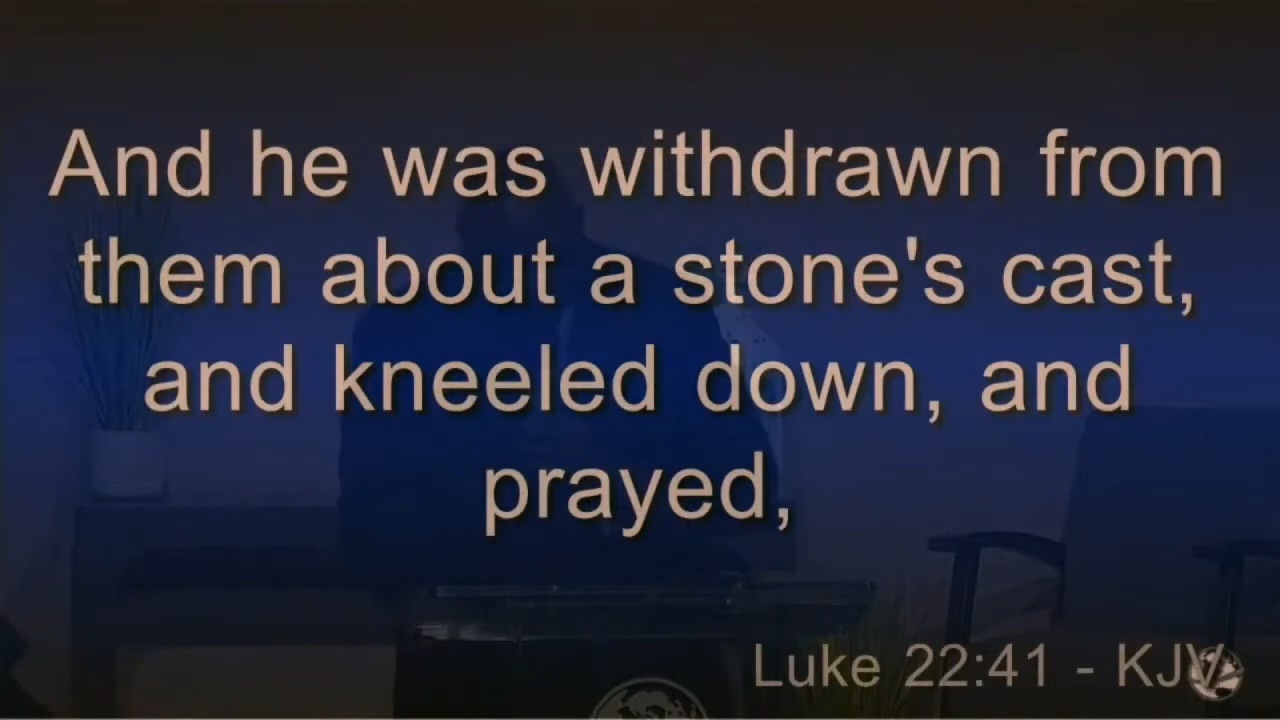 And he was withdrawn from
them about a stone's cast,
and kneeled down, and
prayed,
Luke 22:41 - KJV